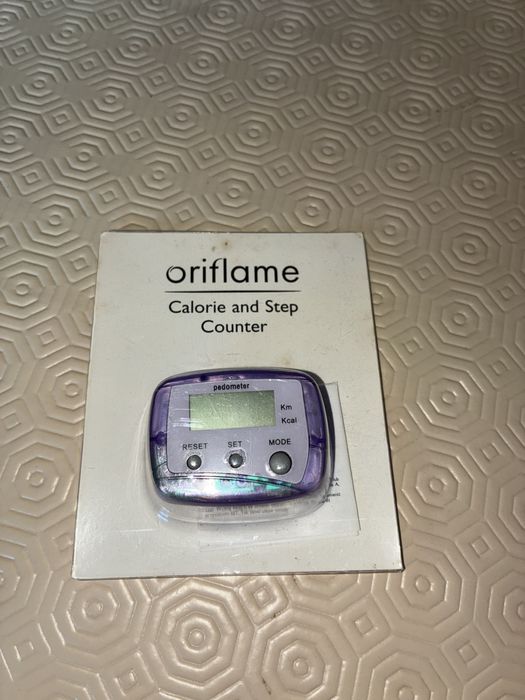 oriflame
Calorie and Step
Counter
pedometer
Km
Kcal
RESET SET MODE